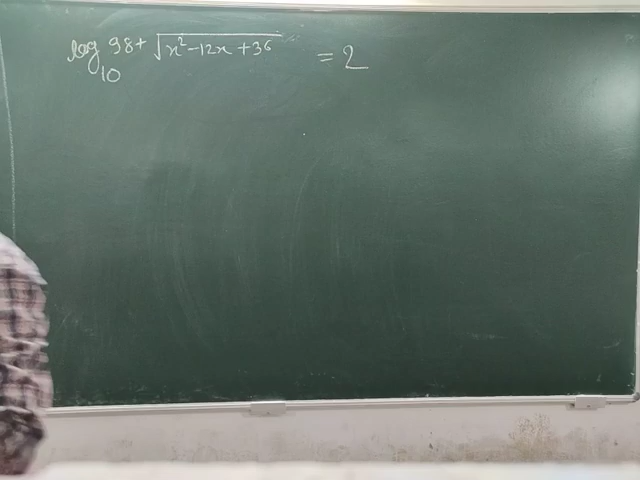 log₁₀ 98 + √(x² - 12x + 36) = 2